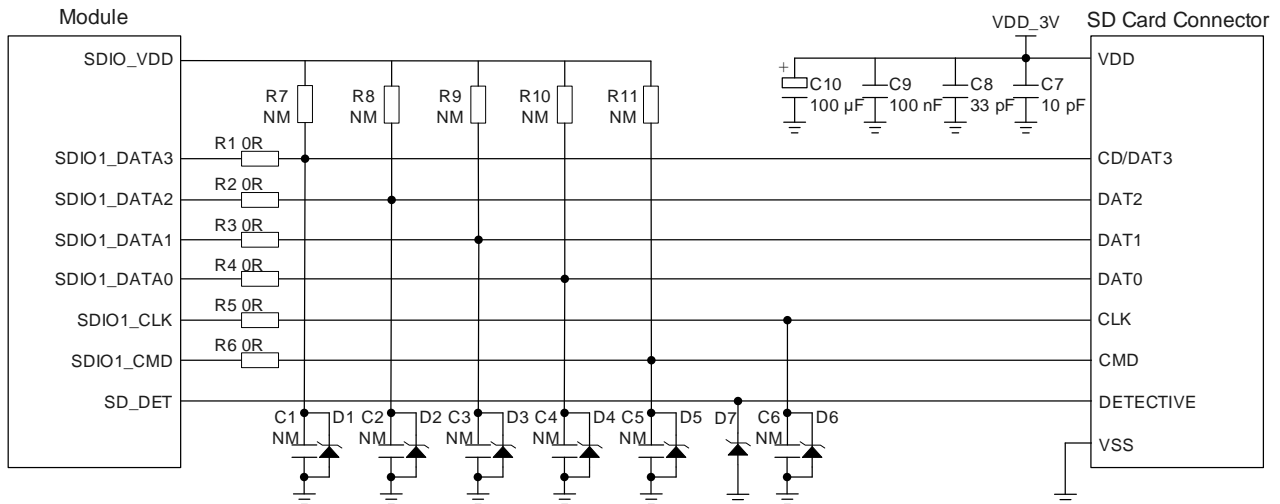 Module
SD Card Connector
VDD_3V
SDIO_VDD
VDD
R7
NM
R8
NM
R9
NM
R10
NM
R11
NM
+
C10
100 µF
C9
100 nF
C8
33 pF
C7
10 pF
SDIO1_DATA3
R1 0R
CD/DAT3
SDIO1_DATA2
R2 0R
DAT2
SDIO1_DATA1
R3 0R
DAT1
SDIO1_DATA0
R4 0R
DAT0
SDIO1_CLK
R5 0R
CLK
SDIO1_CMD
R6 0R
CMD
SD_DET
DETECTIVE
C1
NM
D1
C2
NM
D2
C3
NM
D3
C4
NM
D4
C5
NM
D5
D7
C6
NM
D6
VSS